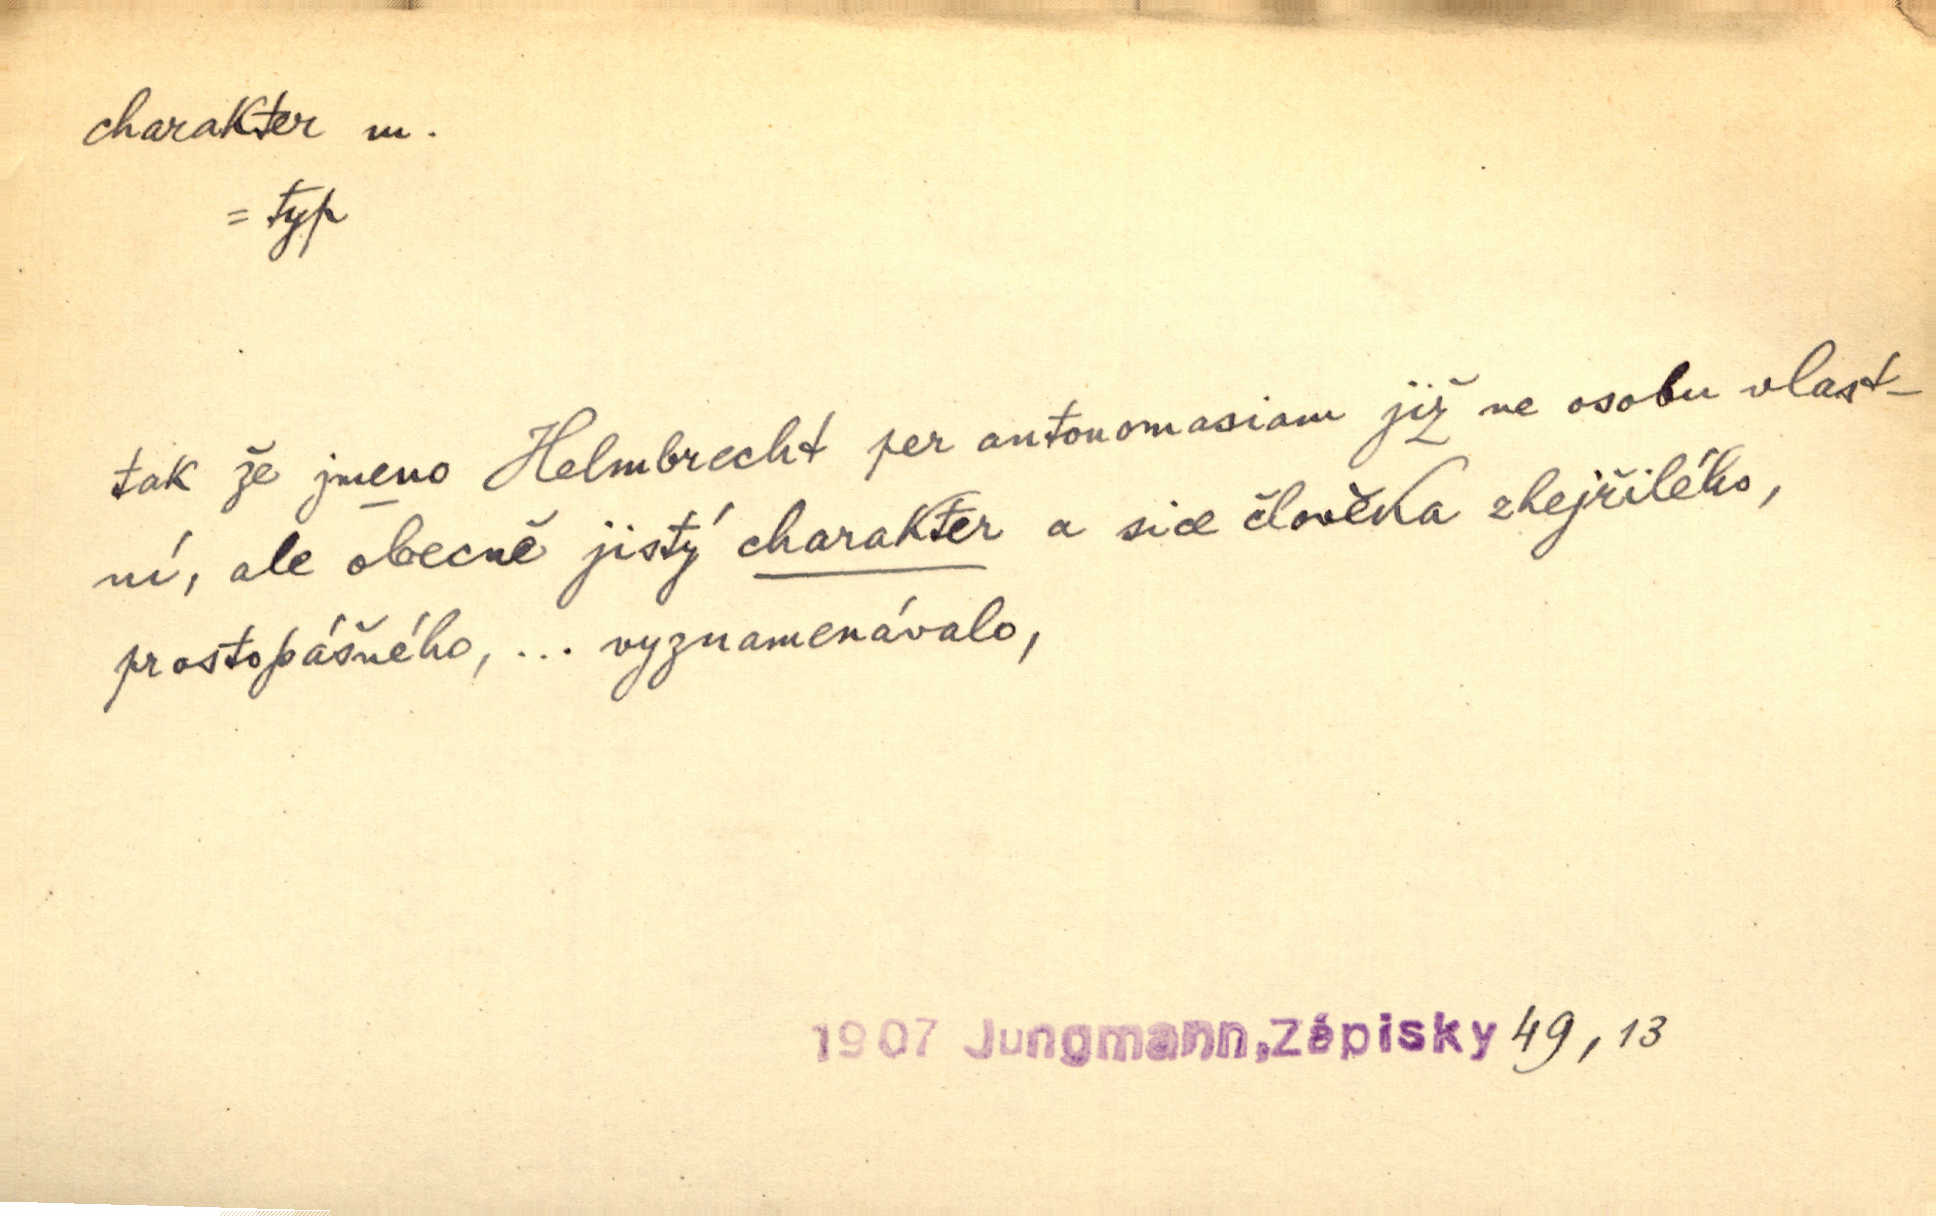 charakter m.
= typ
tak že jmeno Helmbrecht per antonomasiam již ne osobu vlast-
ní, ale obecně jistý charakter a sice člověka zhejřilého,
prostopášného, ... vyznamenávalo,
1907 Jungmann, Zápisky 49, 13